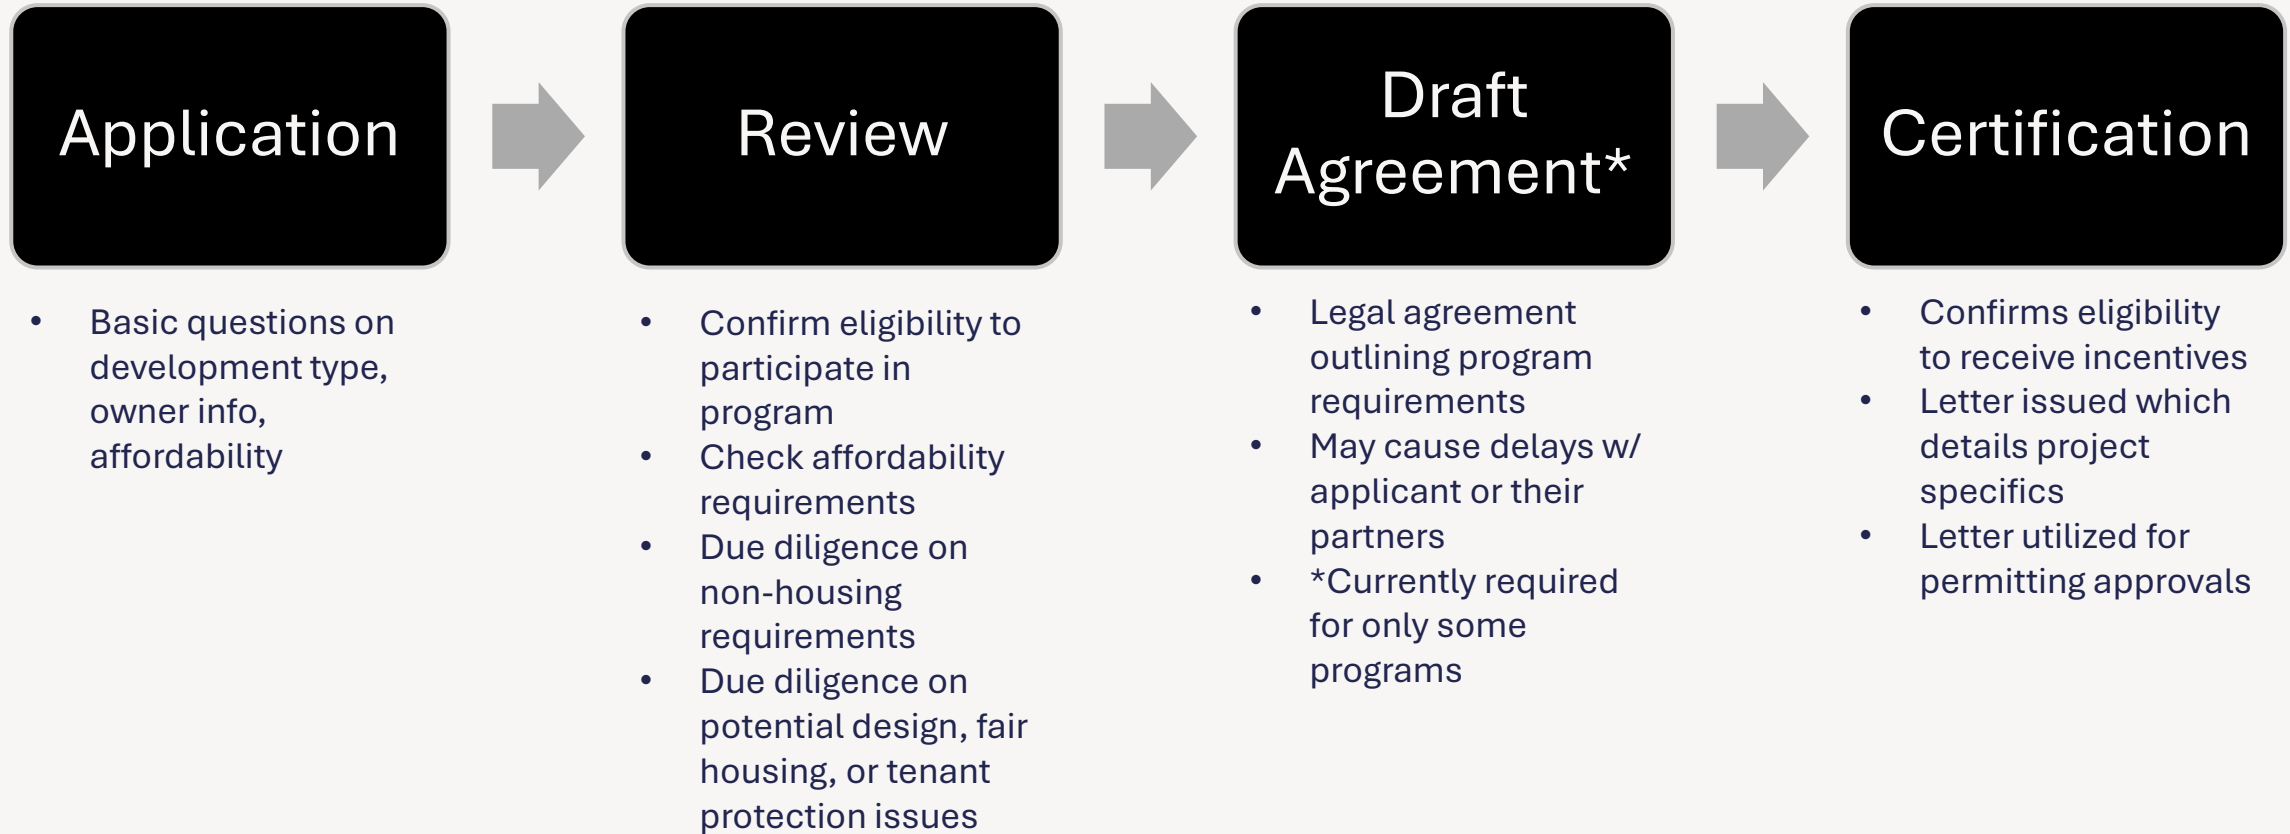 Application
Review
Draft
Agreement*
Certification
• Basic questions on
development type,
owner info,
affordability
• Confirm eligibility to
participate in
program
• Check affordability
requirements
• Due diligence on
non-housing
requirements
• Due diligence on
potential design, fair
housing, or tenant
protection issues
• Legal agreement
outlining program
requirements
• May cause delays w/
applicant or their
partners
• *Currently required
for only some
programs
• Confirms eligibility
to receive incentives
• Letter issued which
details project
specifics
• Letter utilized for
permitting approvals